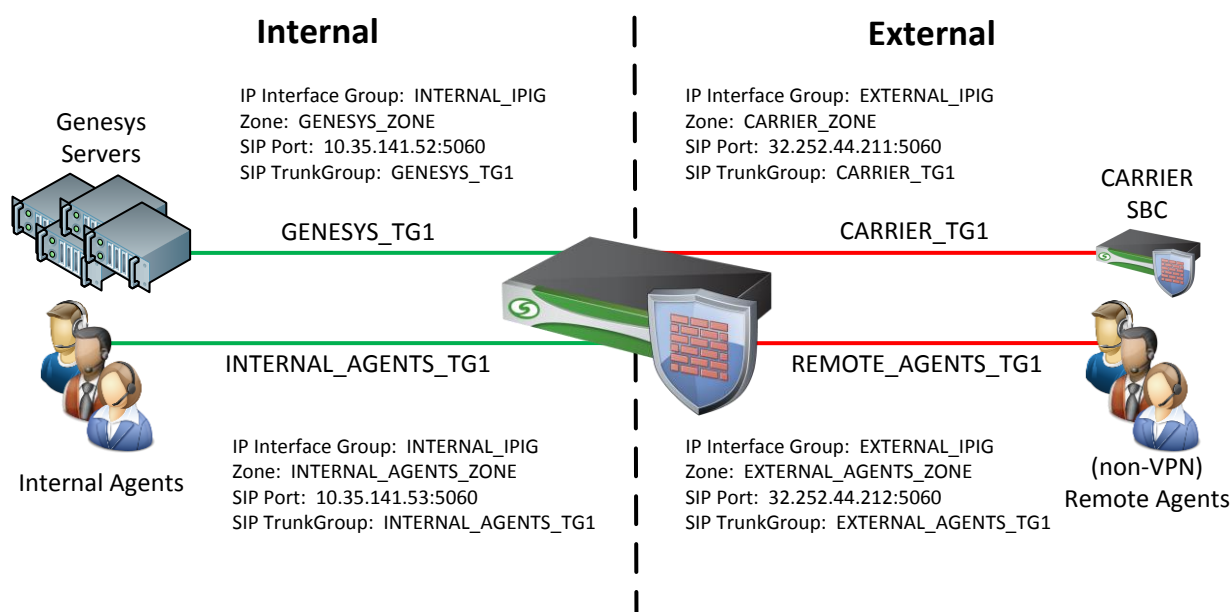 Internal
External
IP Interface Group: INTERNAL_IPIG
Zone: GENESYS_ZONE
SIP Port: 10.35.141.52:5060
SIP TrunkGroup: GENESYS_TG1
IP Interface Group: EXTERNAL_IPIG
Zone: CARRIER_ZONE
SIP Port: 32.252.44.211:5060
SIP TrunkGroup: CARRIER_TG1
Genesys
Servers
CARRIER
SBC
GENESYS_TG1
CARRIER_TG1
INTERNAL_AGENTS_TG1
REMOTE_AGENTS_TG1
Internal Agents
IP Interface Group: INTERNAL_IPIG
Zone: INTERNAL_AGENTS_ZONE
SIP Port: 10.35.141.53:5060
SIP TrunkGroup: INTERNAL_AGENTS_TG1
IP Interface Group: EXTERNAL_IPIG
Zone: EXTERNAL_AGENTS_ZONE
SIP Port: 32.252.44.212:5060
SIP TrunkGroup: EXTERNAL_AGENTS_TG1
(non-VPN)
Remote Agents